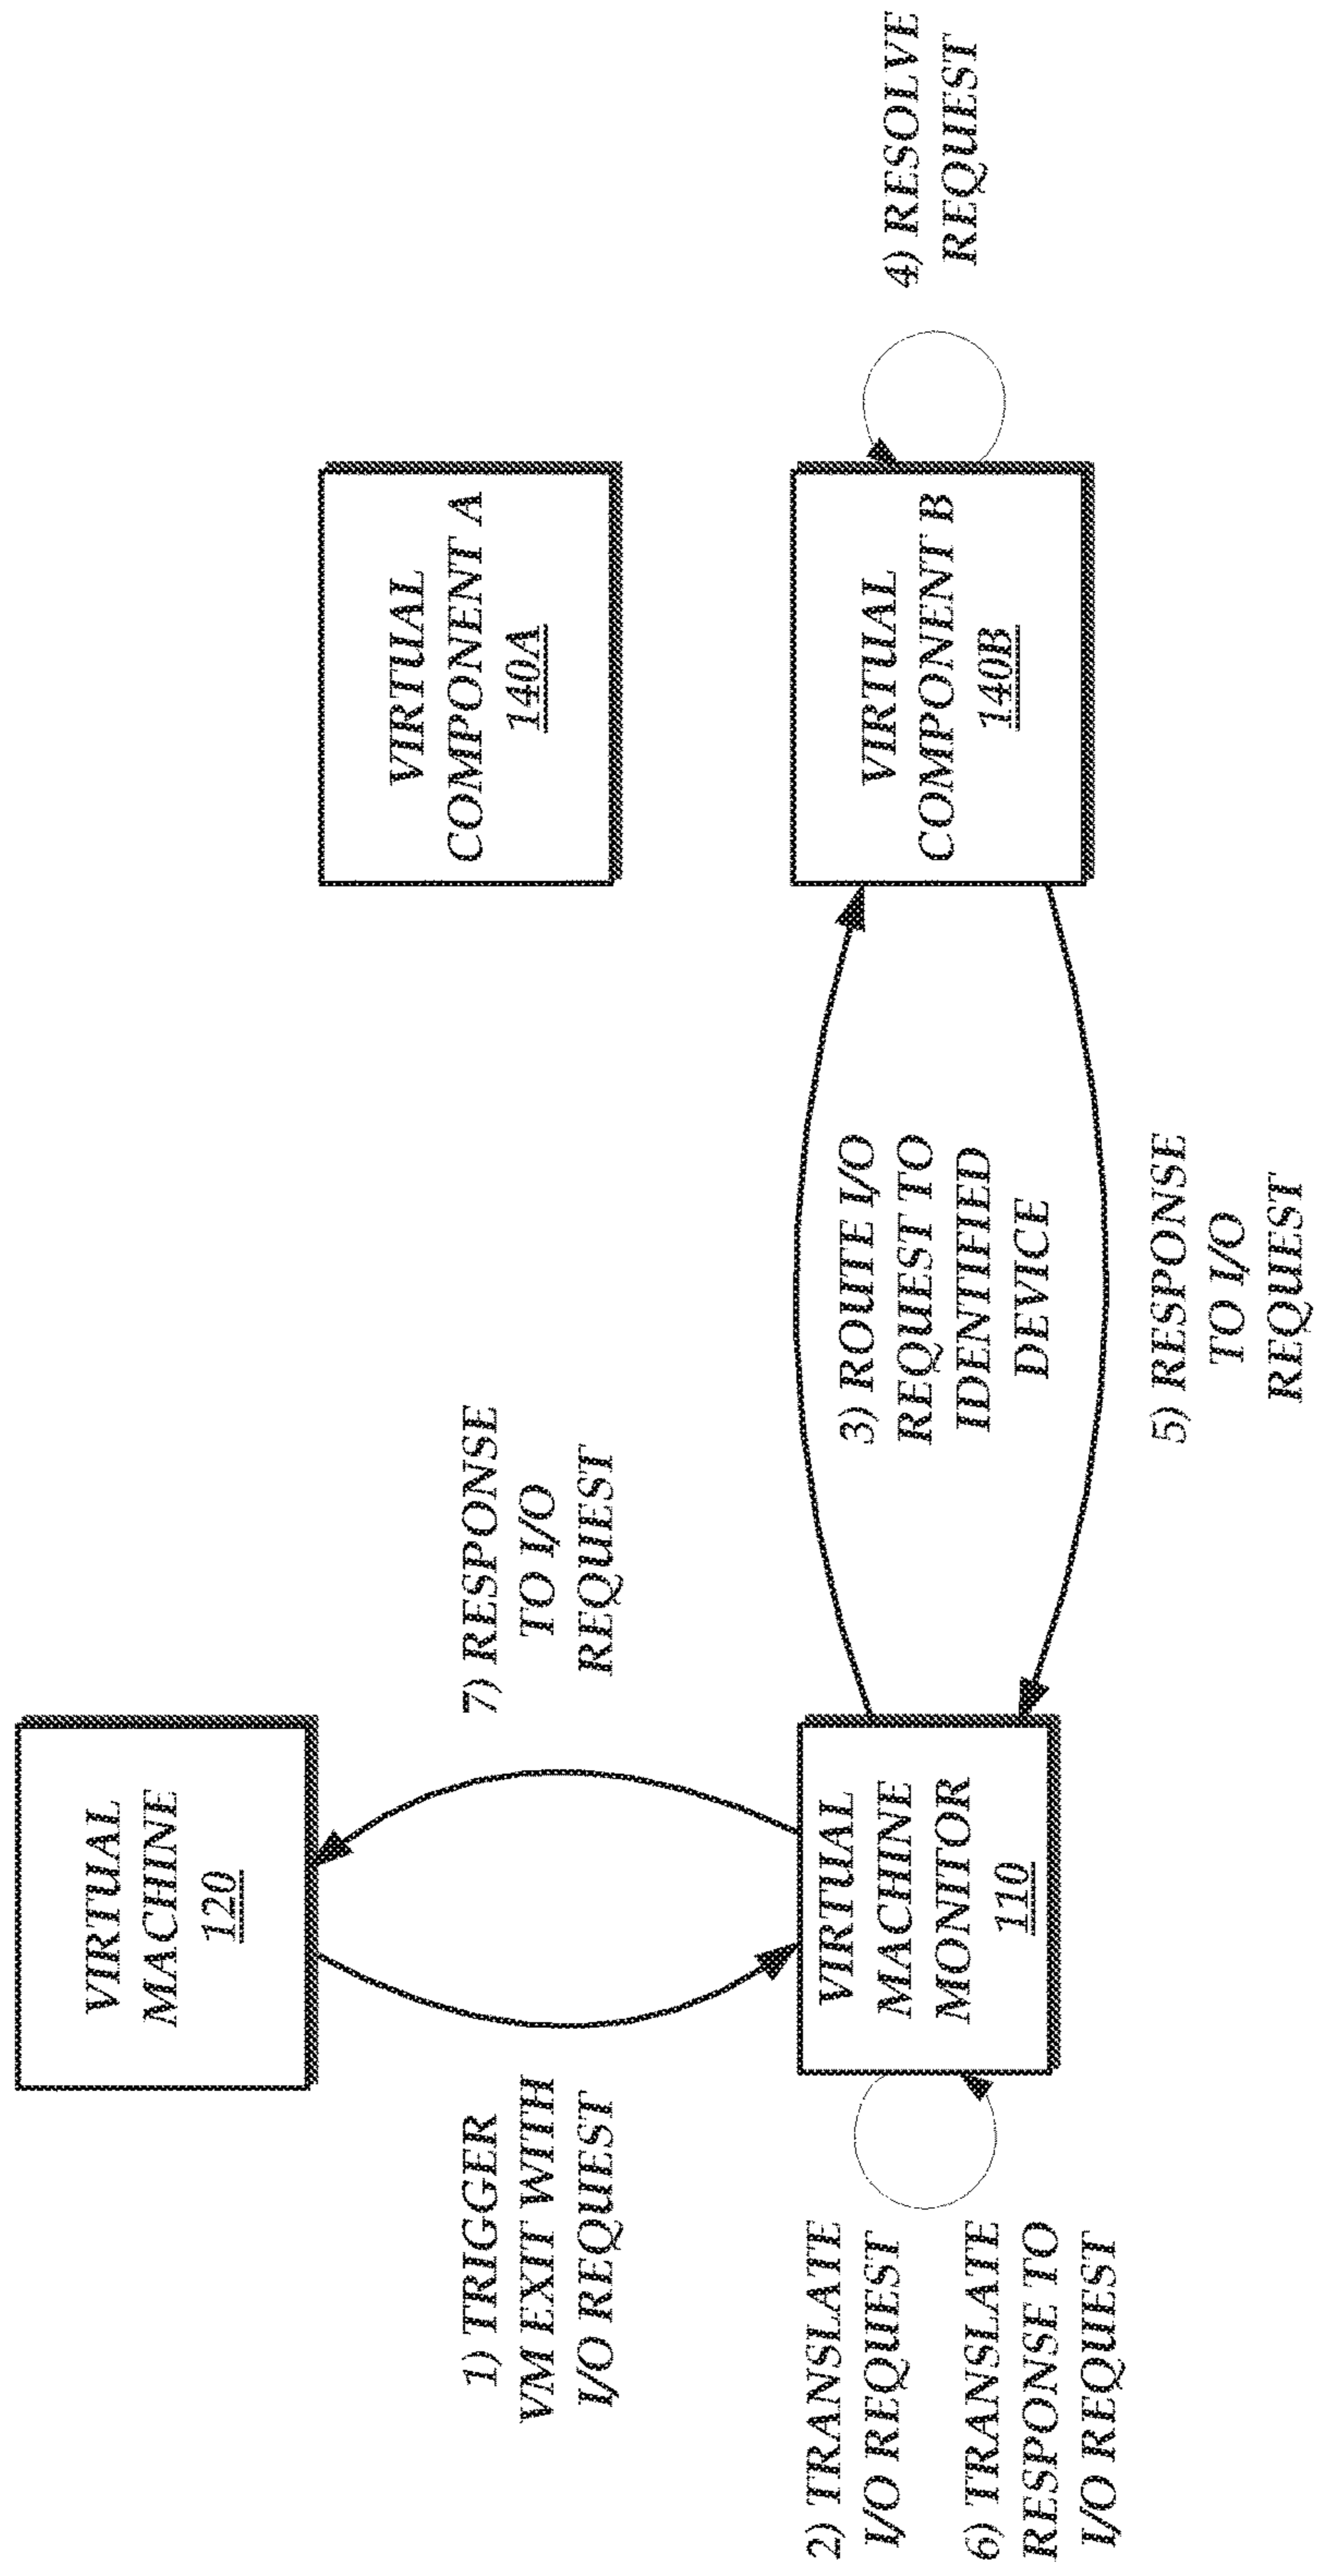 VIRTUAL
MACHINE
120
1) TRIGGER
VM EXIT WITH
I/O REQUEST
7) RESPONSE
TO I/O
REQUEST
VIRTUAL
COMPONENT A
140A
2) TRANSLATE
I/O REQUEST
6) TRANSLATE
RESPONSE TO
I/O REQUEST
VIRTUAL
MACHINE
MONITOR
110
3) ROUTE I/O
REQUEST TO
IDENTIFIED
DEVICE
5) RESPONSE
TO I/O
REQUEST
VIRTUAL
COMPONENT B
140B
4) RESOLVE
REQUEST